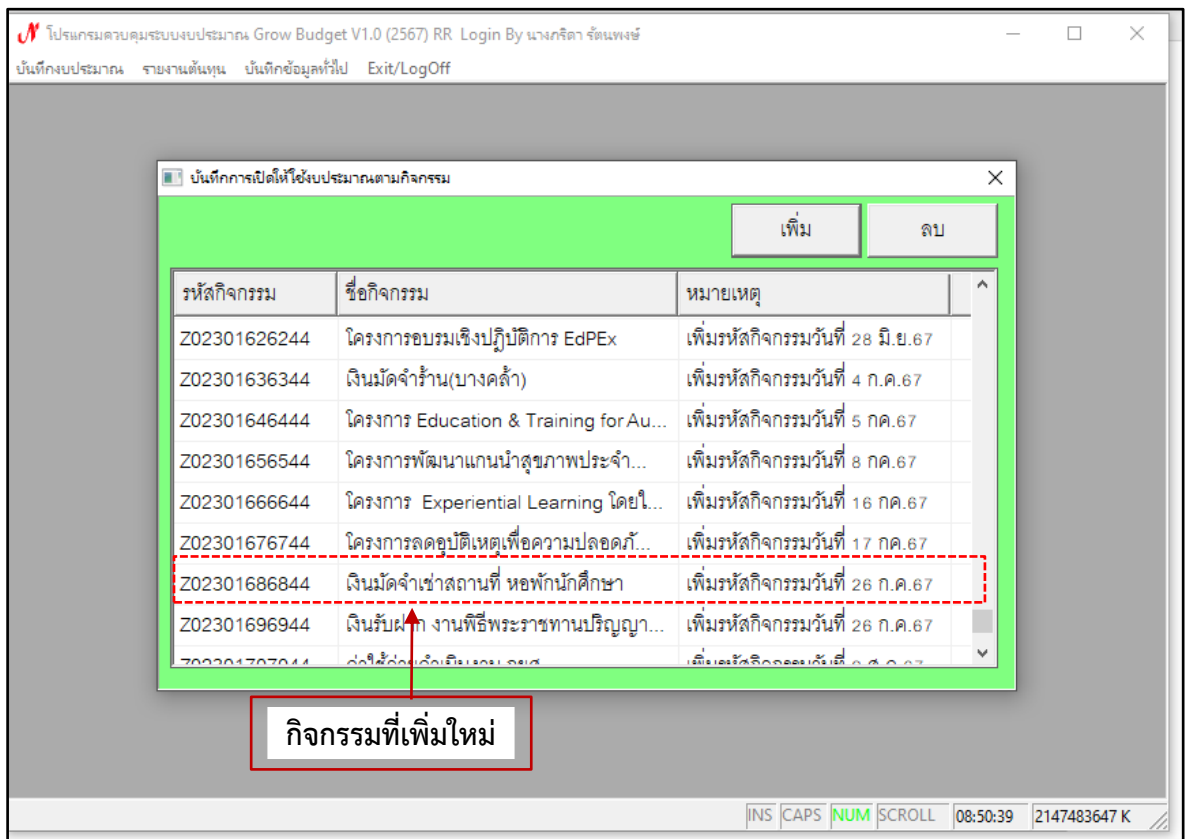 โปรแกรมควบคุมระบบงบประมาณ Grow Budget V1.0 (2567) RR Login By นางภริตา รัตนพงษ์
บันทึกงบประมาณ รายงานต้นทุน บันทึกข้อมูลทั่วไป Exit/LogOff
บันทึกการเปิดให้ใช้งบประมาณตามกิจกรรม
เพิ่ม ลบ
รหัสกิจกรรม ชื่อกิจกรรม หมายเหตุ
Z02301626244 โครงการอบรมเชิงปฏิบัติการ EdPEx เพิ่มรหัสกิจกรรมวันที่ 28 มิ.ย.67
Z02301636344 เงินมัดจำร้าน(บางคล้า) เพิ่มรหัสกิจกรรมวันที่ 4 ก.ค.67
Z02301646444 โครงการ Education & Training for Au... เพิ่มรหัสกิจกรรมวันที่ 5 กค.67
Z02301656544 โครงการพัฒนาแกนนำสุขภาพประจำ... เพิ่มรหัสกิจกรรมวันที่ 8 กค.67
Z02301666644 โครงการ Experiential Learning โดยใ... เพิ่มรหัสกิจกรรมวันที่ 16 กค.67
Z02301676744 โครงการลดอุบัติเหตุเพื่อความปลอดภั... เพิ่มรหัสกิจกรรมวันที่ 17 กค.67
Z02301686844 เงินมัดจำเช่าสถานที่ หอพักนักศึกษา เพิ่มรหัสกิจกรรมวันที่ 26 ก.ค.67
Z02301696944 เงินรับฝาก งานพิธีพระราชทานปริญญา... เพิ่มรหัสกิจกรรมวันที่ 26 ก.ค.67
กิจกรรมที่เพิ่มใหม่
INS CAPS NUM SCROLL 08:50:39 2147483647 K